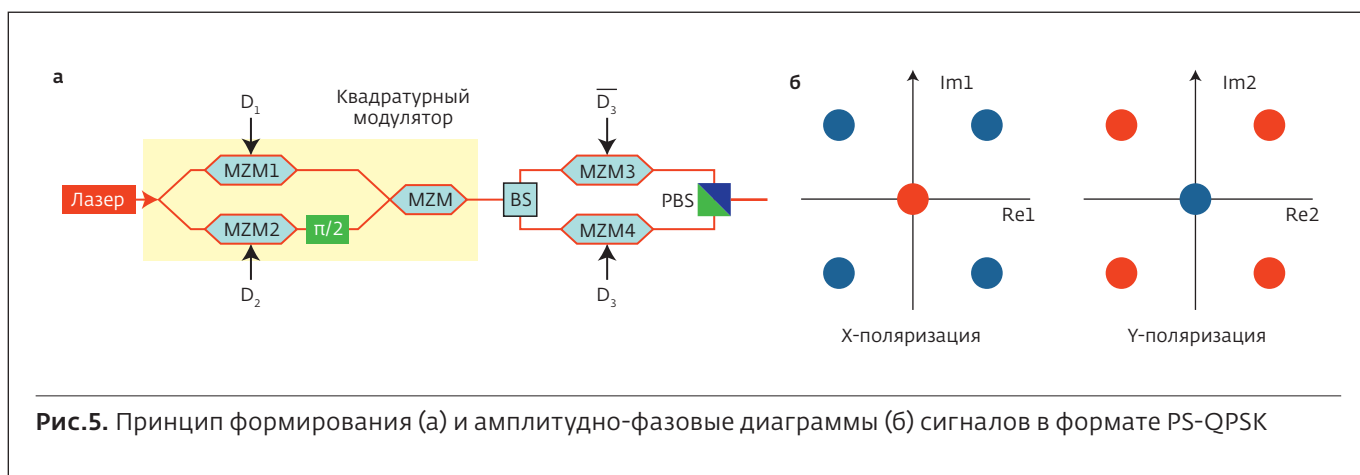 а
D1
Квадратурный
модулятор
D3
MZM1
MZM3
Лазер
MZM
BS
PBS
MZM2
π/2
MZM4
D2
D3
б
Im1
Im2
Re1
Re2
X-поляризация
Y-поляризация
Рис.5. Принцип формирования (а) и амплитудно-фазовые диаграммы (б) сигналов в формате PS-QPSK